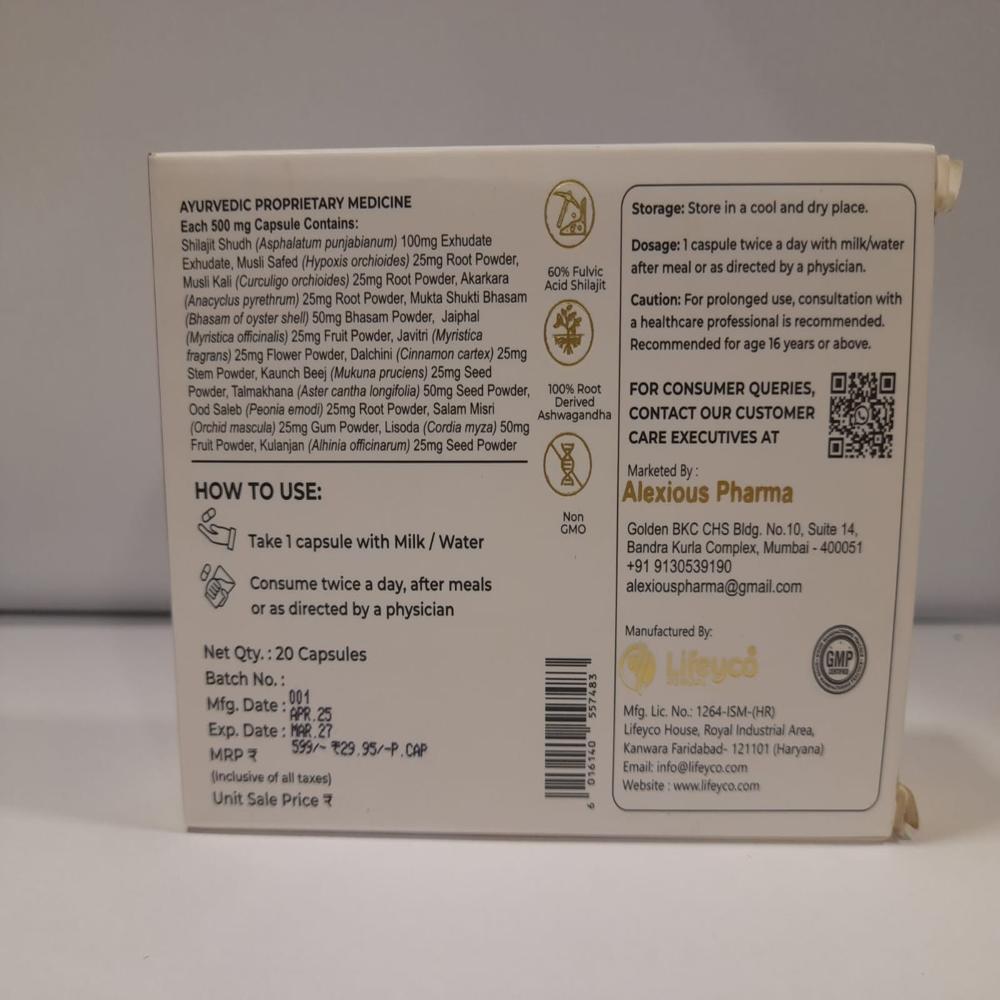 AYURVEDIC PROPRIETARY MEDICINE
Each 500 mg Capsule Contains:
Shilajit Shudh (Asphalatum punjabianum) 100mg Exhudate
Exhudate, Musli Safed (Hypoxis orchioides) 25mg Root Powder,
Musli Kali (Curculigo orchioides) 25mg Root Powder, Akarkara
(Anacyclus pyrethrum) 25mg Root Powder, Mukta Shukti Bhasam
(Bhasam of oyster shell) 50mg Bhasam Powder, Jaiphal
(Myristica officinalis) 25mg Fruit Powder, Javitri (Myristica
fragrans) 25mg Flower Powder, Dalchini (Cinnamon cartex) 25mg
Stem Powder, Kaunch Beej (Mukuna pruciens) 25mg Seed
Powder, Talmakhana (Aster cantha longifolia) 50mg Seed Powder,
Ood Saleb (Peonia emodi) 25mg Root Powder, Salam Misri
(Orchid mascula) 25mg Gum Powder, Lisoda (Cordia myza) 50mg
Fruit Powder, Kulanjan (Alhinia officinarum) 25mg Seed Powder
HOW TO USE:
Take 1 capsule with Milk / Water
Consume twice a day, after meals
or as directed by a physician
Net Qty. : 20 Capsules
Batch No. :
001
Mfg. Date : APR.25
Exp. Date : MAR.27
MRP ₹ 599/- ₹29.95/-P.CAP
(inclusive of all taxes)
Unit Sale Price ₹
60% Fulvic
Acid Shilajit
100% Root
Derived
Ashwagandha
Non
GMO
6 016140 557483
Storage: Store in a cool and dry place.
Dosage: 1 caspule twice a day with milk/water
after meal or as directed by a physician.
Caution: For prolonged use, consultation with
a healthcare professional is recommended.
Recommended for age 16 years or above.
FOR CONSUMER QUERIES,
CONTACT OUR CUSTOMER
CARE EXECUTIVES AT
Marketed By :
Alexious Pharma
Golden BKC CHS Bldg. No.10, Suite 14,
Bandra Kurla Complex, Mumbai - 400051
+91 9130539190
alexiouspharma@gmail.com
Manufactured By:
Lifeyco
GMP
CERTIFIED
Mfg. Lic. No.: 1264-ISM-(HR)
Lifeyco House, Royal Industrial Area,
Kanwara Faridabad- 121101 (Haryana)
Email: info@lifeyco.com
Website : www.lifeyco.com